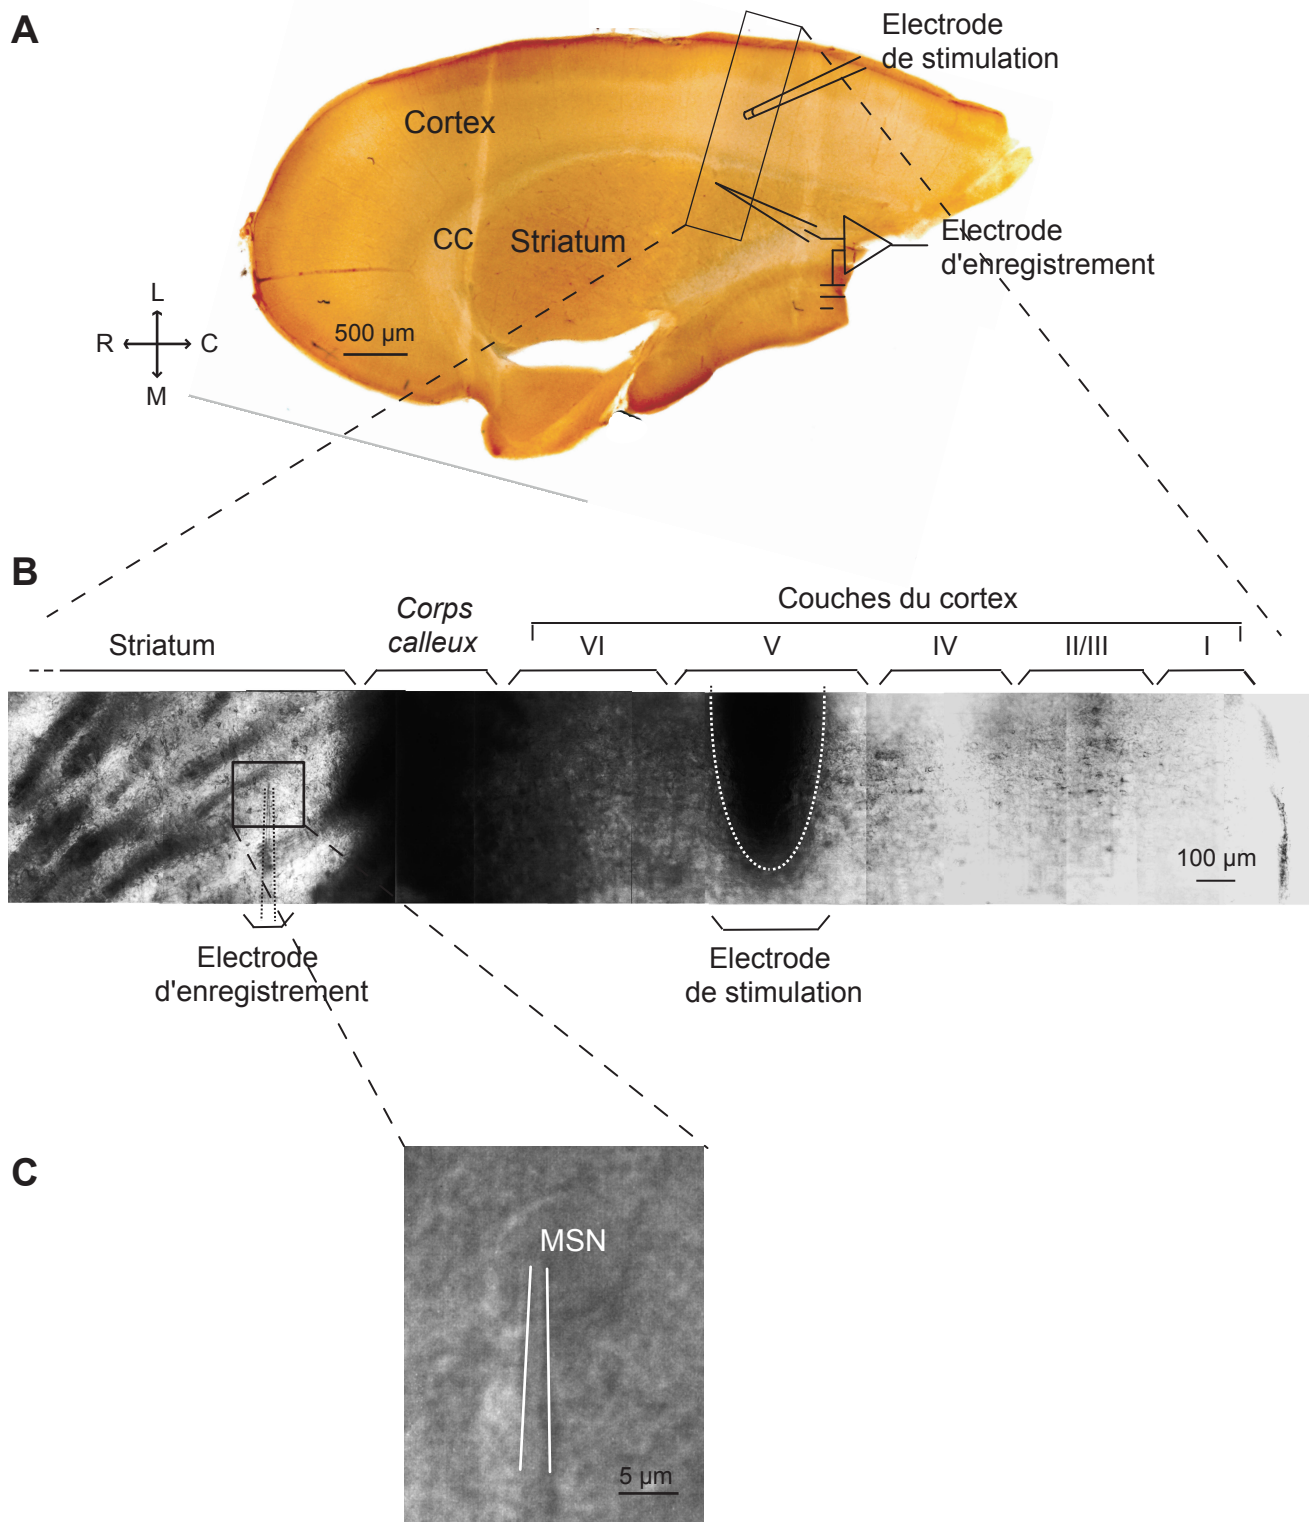 A
Electrode
de stimulation
Cortex
CC
Striatum
Electrode
d'enregistrement
500 µm
L
R
C
M
B
Couches du cortex
Corps
calleux
Striatum
VI
V
IV
II/III
I
100 µm
Electrode
d'enregistrement
Electrode
de stimulation
C
MSN
5 µm